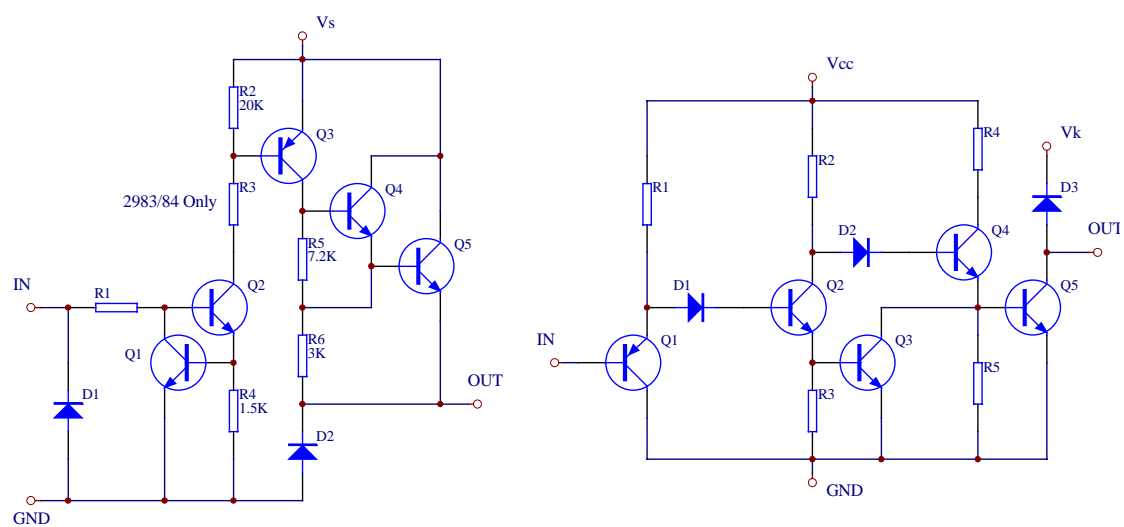 Vs
R2
20K
Q3
2983/84 Only
R3
Q4
R5
7.2K
Q5
IN
R1
Q2
Q1
R6
3K
D1
R4
1.5K
OUT
D2
GND
Vcc
Vk
R4
R2
R1
D3
D2
Q4
OUT
D1
Q2
Q5
IN
Q1
Q3
R3
R5
GND